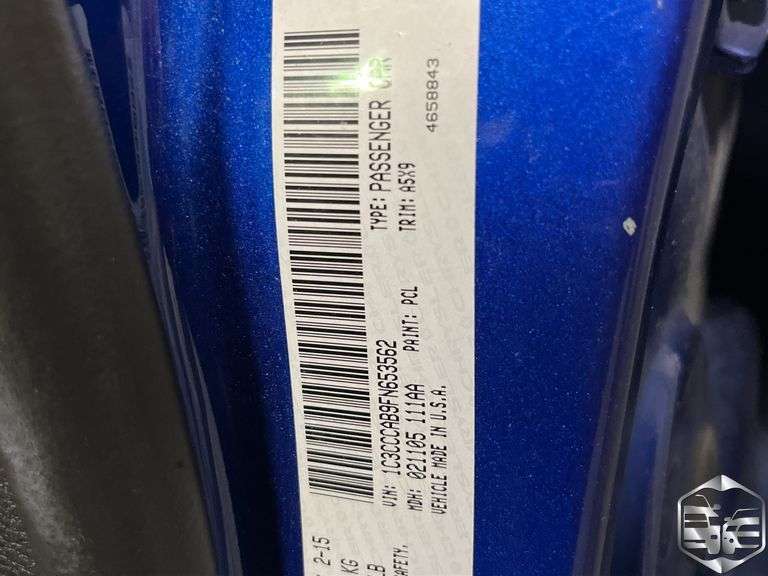 : 2-15
KG
LB
AFETY.
VIN: 1C3CCCAB9FN653562
TYPE: PASSENGER CAR
MDH: 021105 111AA
PAINT: PCL
TRIM: A5X9
VEHICLE MADE IN U.S.A.
4658843